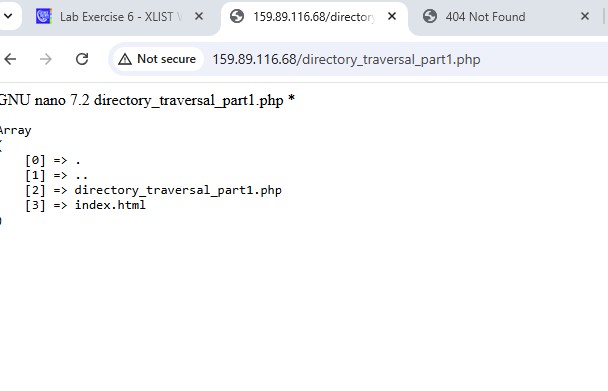 Lab Exercise 6 - XLIST
159.89.116.68/director
404 Not Found
Not secure
159.89.116.68/directory_traversal_part1.php
GNU nano 7.2 directory_traversal_part1.php *
Array
(
[0] => .
[1] => ..
[2] => directory_traversal_part1.php
[3] => index.html
)